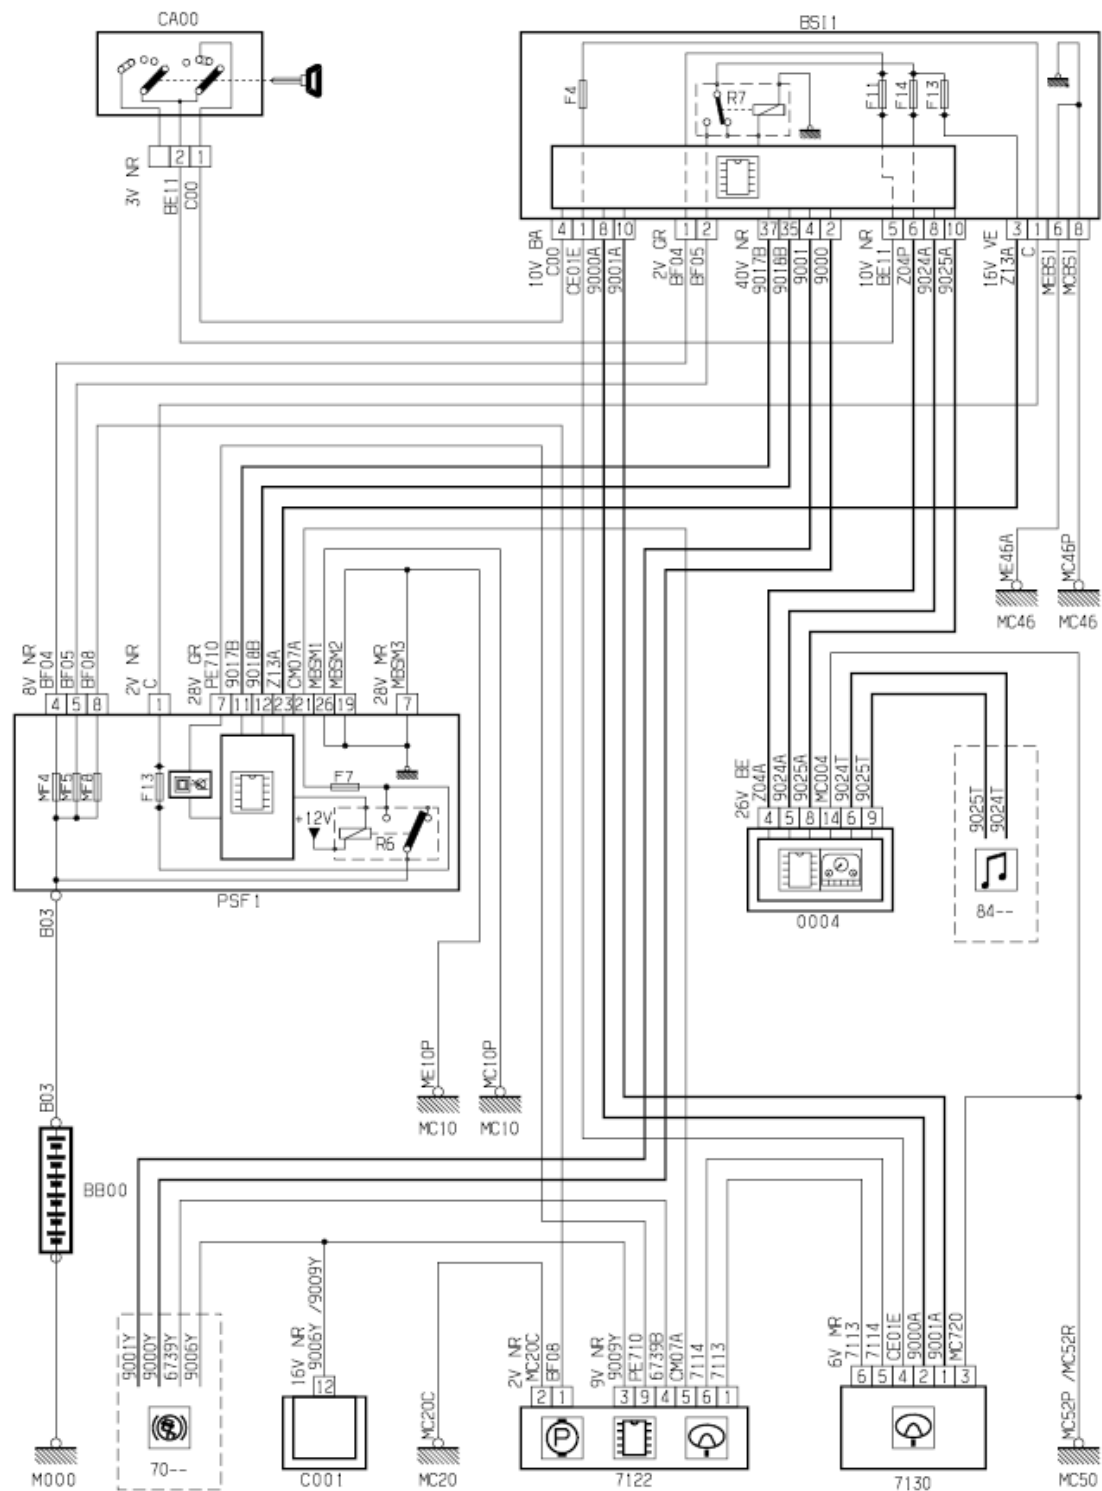 CA00
BSI1
F4
R7
F11
F14
F13
2 1
3V NR
BE11
C00
4 1 8 10 1 2 37 35 4 2 5 6 8 10 3 1 6 8
10V BA
C00
CE01E
9000A
9001A
2V GR
BF04
BF05
40V NR
9017B
9018B
9001
9000
10V NR
BE11
Z04P
9024A
9025A
16V VE
Z13A
C
MEBSI
MCBSI
ME46A
MC46P
MC46 MC46
8V NR
BF04
BF05
BF08
2V NR
C
28V GR
PE710
9017B
9018B
Z13A
CM07A
MBSM1
MBSM2
28V MR
MBSM3
4 5 8 1 7 11 12 23 21 26 19 7
MF4
MF5
MF8
F13
F7
+12V
R6
PSF1
26V BE
Z04A
9024A
9025A
MC004
9024T
9025T
4 5 8 14 6 9
0004
9025T
9024T
84--
B03
B03
ME10P
MC10P
MC10 MC10
BB00
M000
9001Y
9000Y
6739Y
9006Y
70--
16V NR
9006Y /9009Y
12
C001
MC20C
MC20
2V NR
MC20C
BF08
9V NR
9009Y
PE710
6739B
CM07A
7114
7113
2 1 3 9 4 5 6 1
P
7122
6V MR
7113
7114
CE01E
9000A
9001A
MC720
6 5 4 2 1 3
7130
MC52P /MC52R
MC50